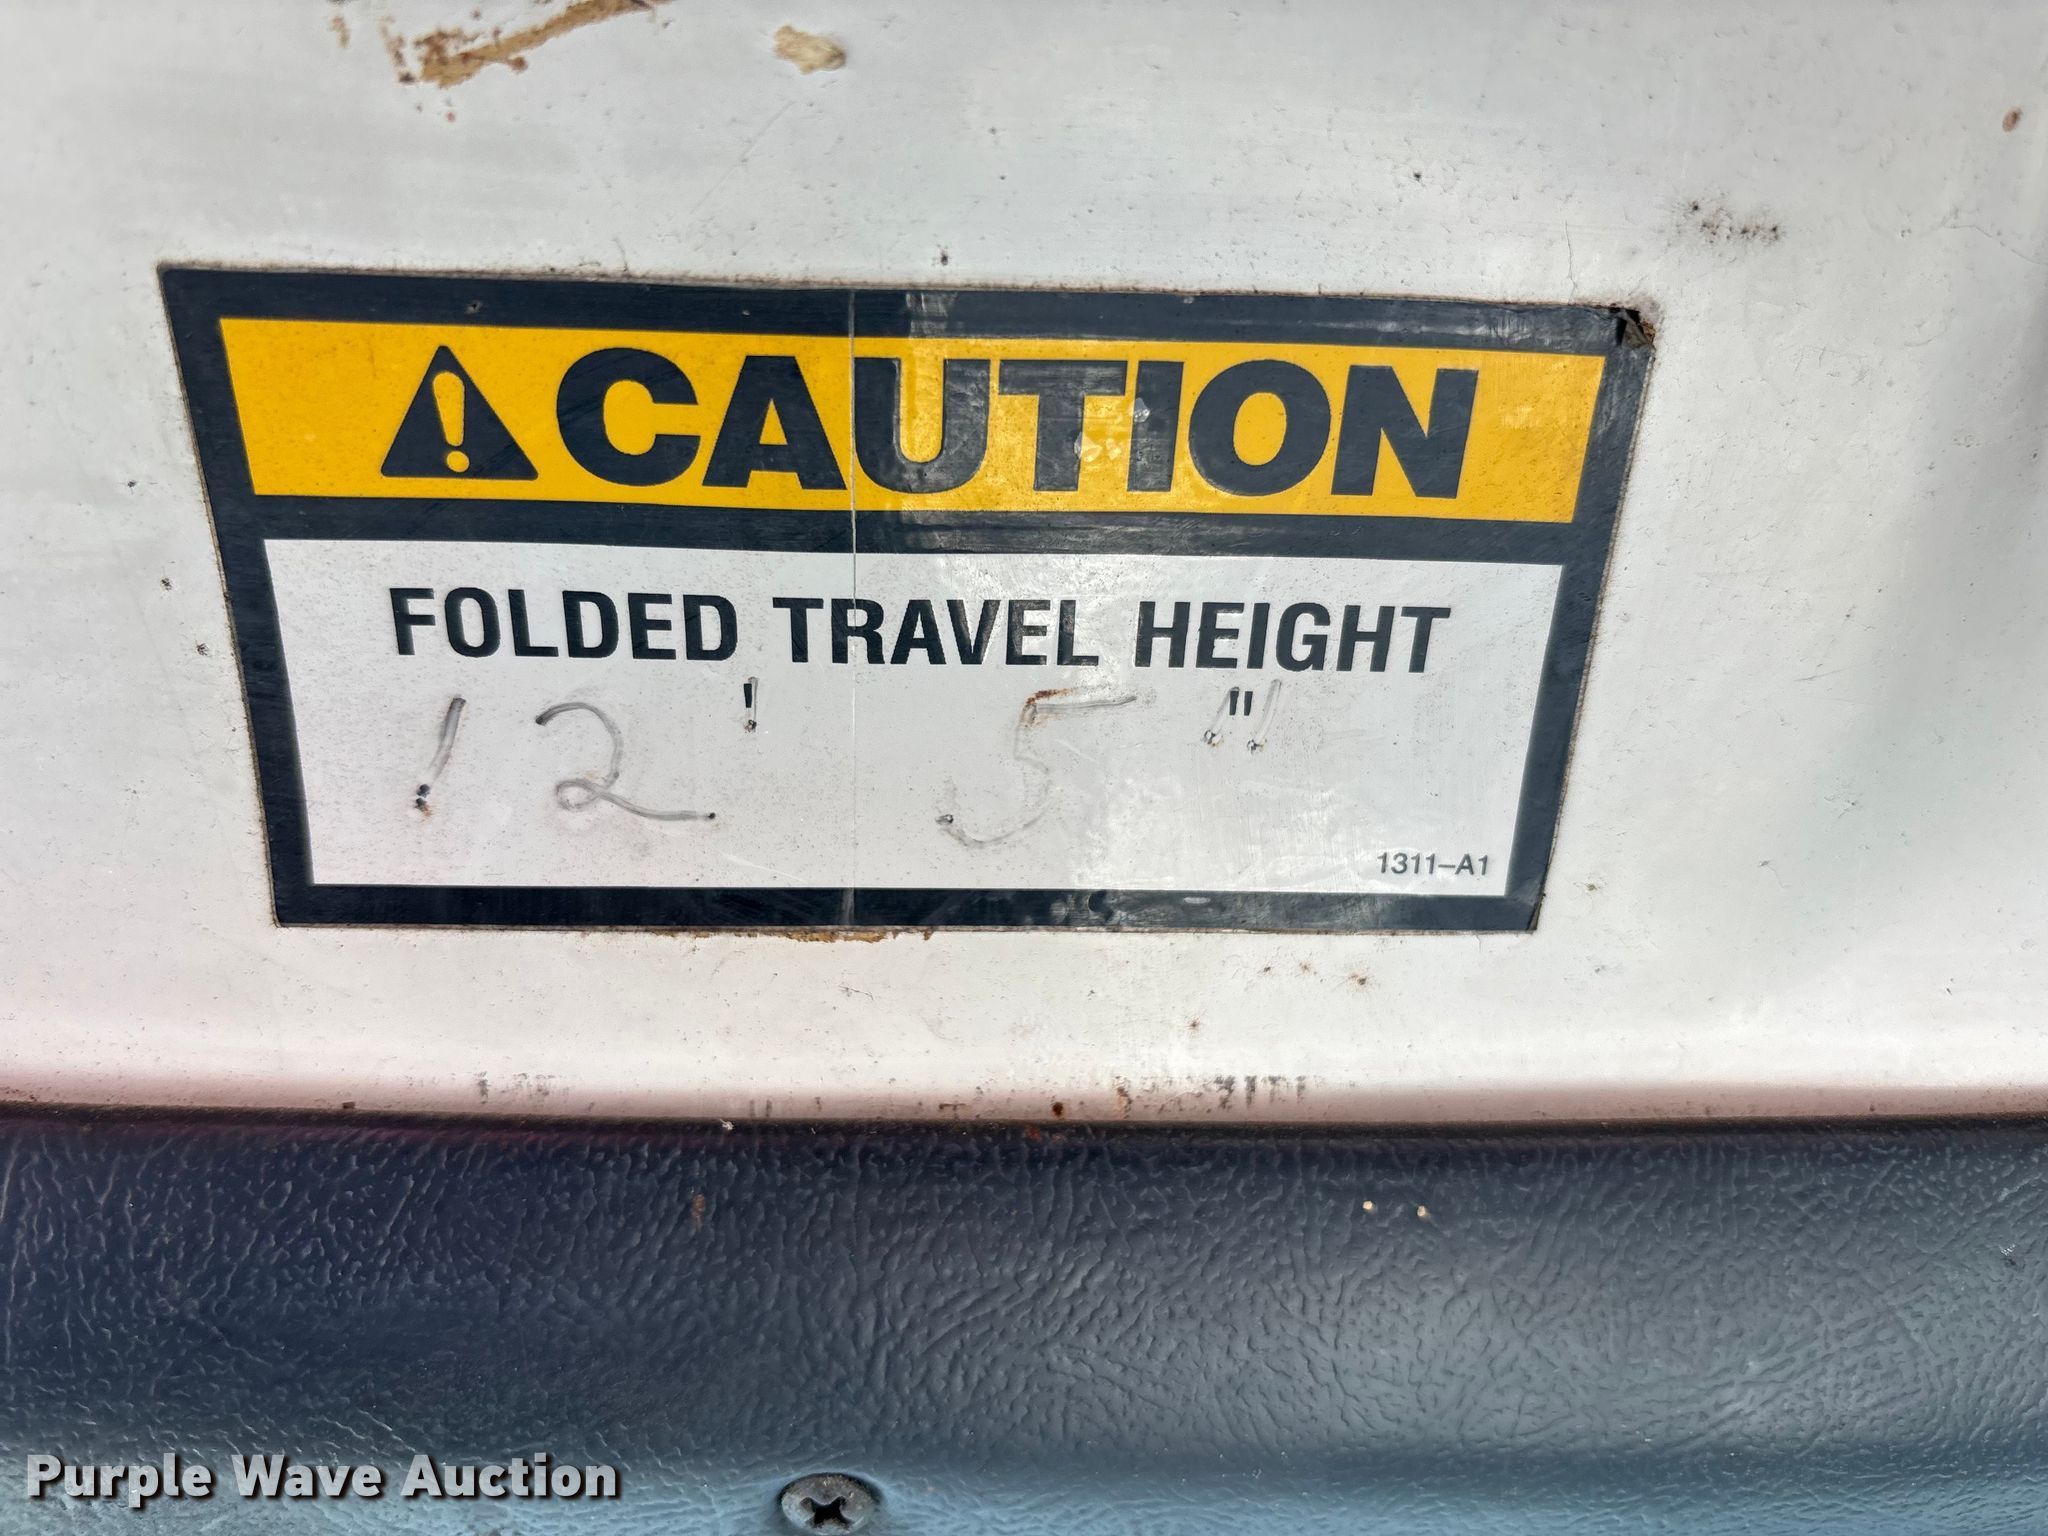 CAUTION
FOLDED TRAVEL HEIGHT
12' 5"
1311–A1
Purple Wave Auction